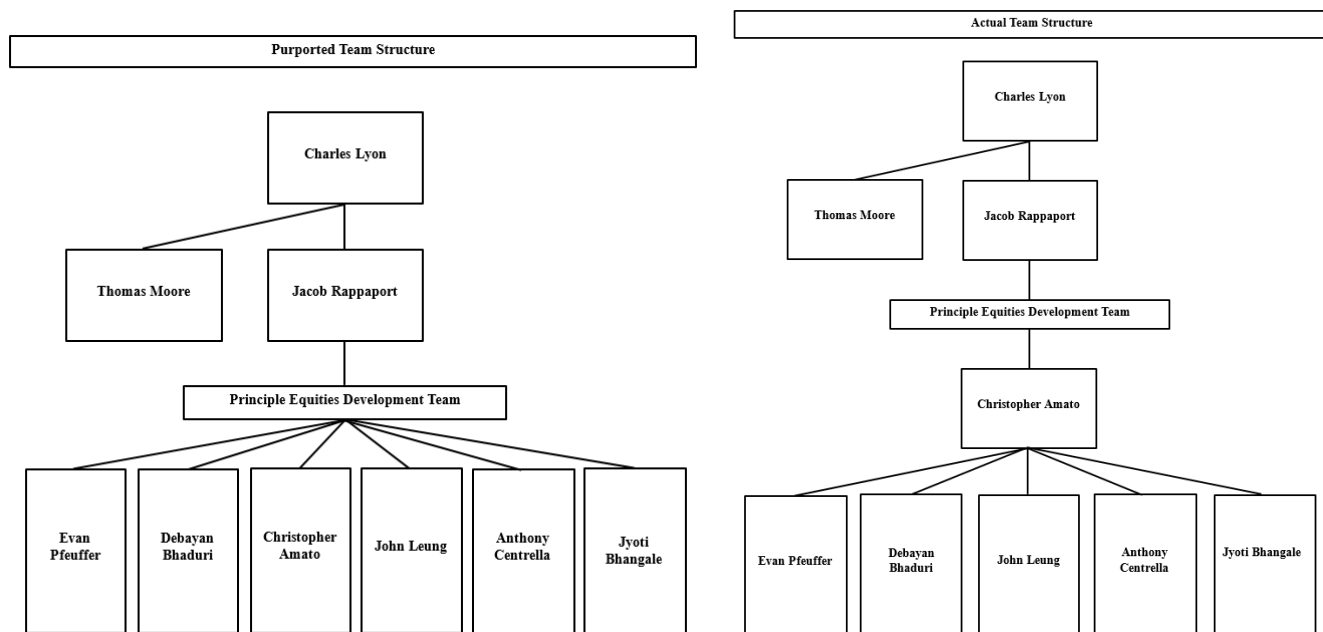 Purported Team Structure
Charles Lyon
Thomas Moore
Jacob Rappaport
Principle Equities Development Team
Evan
Pfeuffer
Debayan
Bhaduri
Christopher
Amato
John Leung
Anthony
Centrella
Jyoti
Bhangale
Actual Team Structure
Charles Lyon
Thomas Moore
Jacob Rappaport
Principle Equities Development Team
Christopher Amato
Evan Pfeuffer
Debayan
Bhaduri
John Leung
Anthony
Centrella
Jyoti Bhangale